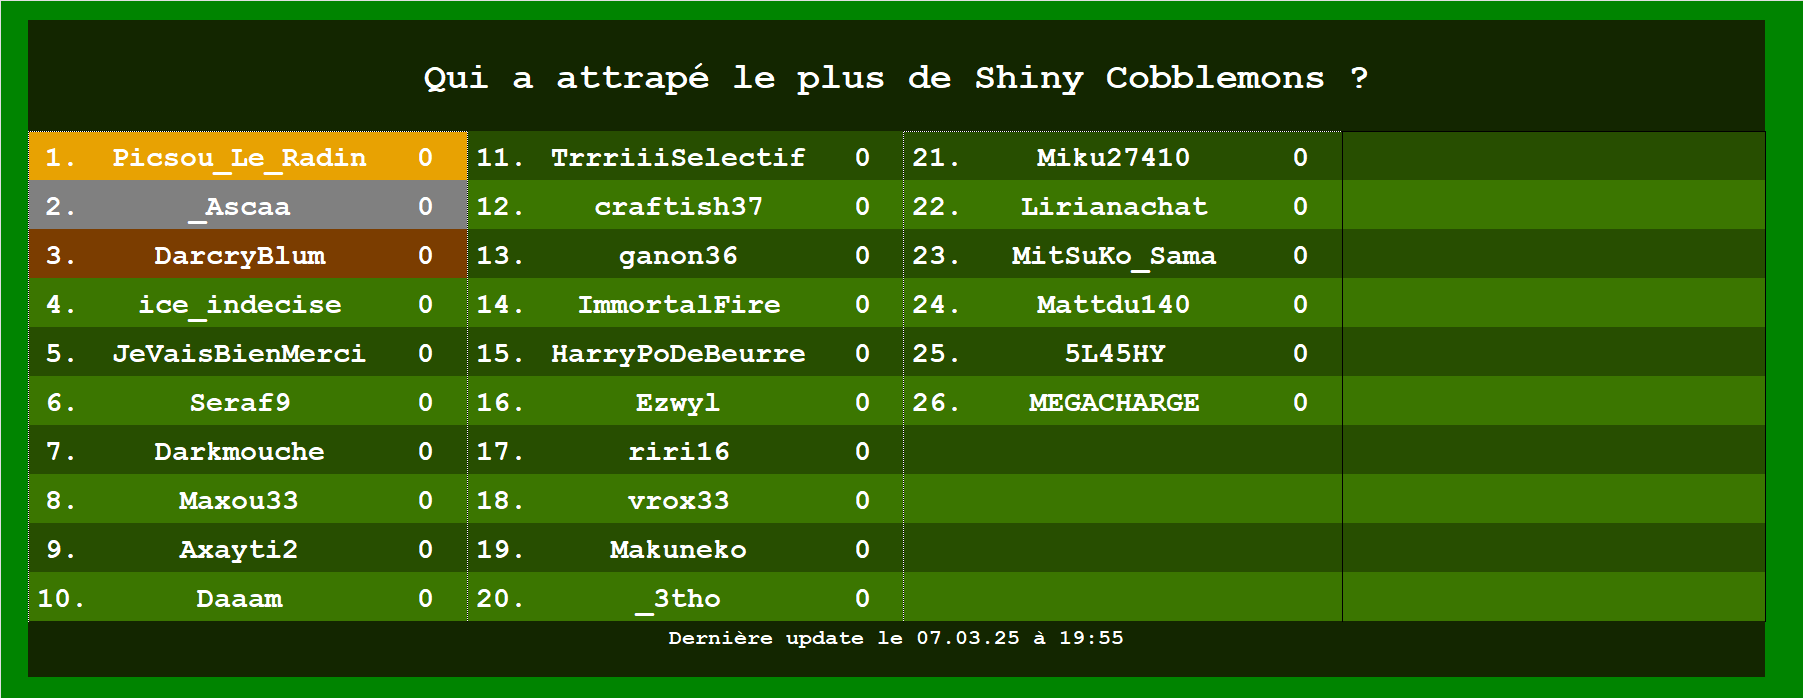 Qui a attrapé le plus de Shiny Cobblemons ?
1. Picsou_Le_Radin 0
2. _Ascaa 0
3. DarcryBlum 0
4. ice_indecise 0
5. JeVaisBienMerci 0
6. Seraf9 0
7. Darkmouche 0
8. Maxou33 0
9. Axayti2 0
10. Daaam 0
11. TrrriiiSelectif 0
12. craftish37 0
13. ganon36 0
14. ImmortalFire 0
15. HarryPoDeBeurre 0
16. Ezwyl 0
17. riri16 0
18. vrox33 0
19. Makuneko 0
20. _3tho 0
21. Miku27410 0
22. Lirianachat 0
23. MitSuKo_Sama 0
24. Mattdu140 0
25. 5L45HY 0
26. MEGACHARGE 0
Dernière update le 07.03.25 à 19:55